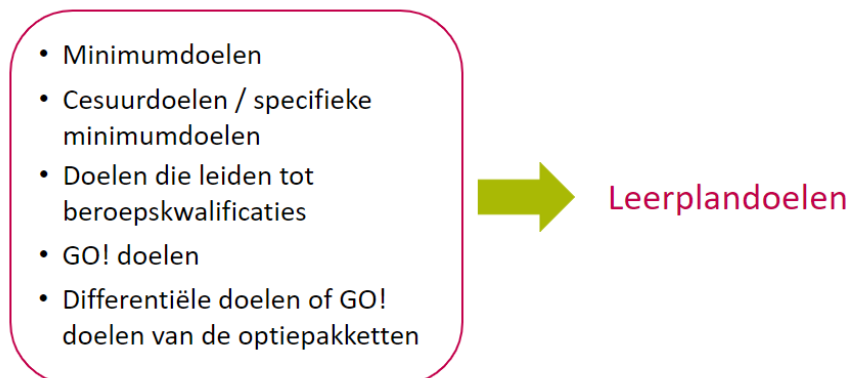 • Minimumdoelen
• Cesuurdoelen / specifieke
minimumdoelen
• Doelen die leiden tot
beroepskwalificaties
• GO! doelen
• Differentiële doelen of GO!
doelen van de optiepakketten
Leerplandoelen